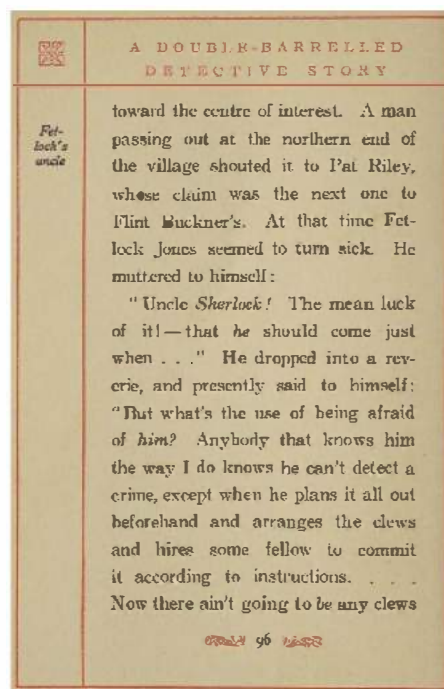 A DOUBLE-BARRELLED
DETECTIVE STORY
Fet-
lock's
uncle
toward the centre of interest. A man
passing out at the northern end of
the village shouted it to Pat Riley,
whose claim was the next one to
Flint Buckner's. At that time Fet-
lock Jones seemed to turn sick. He
muttered to himself:
"Uncle Sherlock! The mean luck
of it!—that he should come just
when . . ." He dropped into a rev-
erie, and presently said to himself:
"But what's the use of being afraid
of him? Anybody that knows him
the way I do knows he can't detect a
crime, except when he plans it all out
beforehand and arranges the clews
and hires some fellow to commit
it according to instructions. . . .
Now there ain't going to be any clews
96